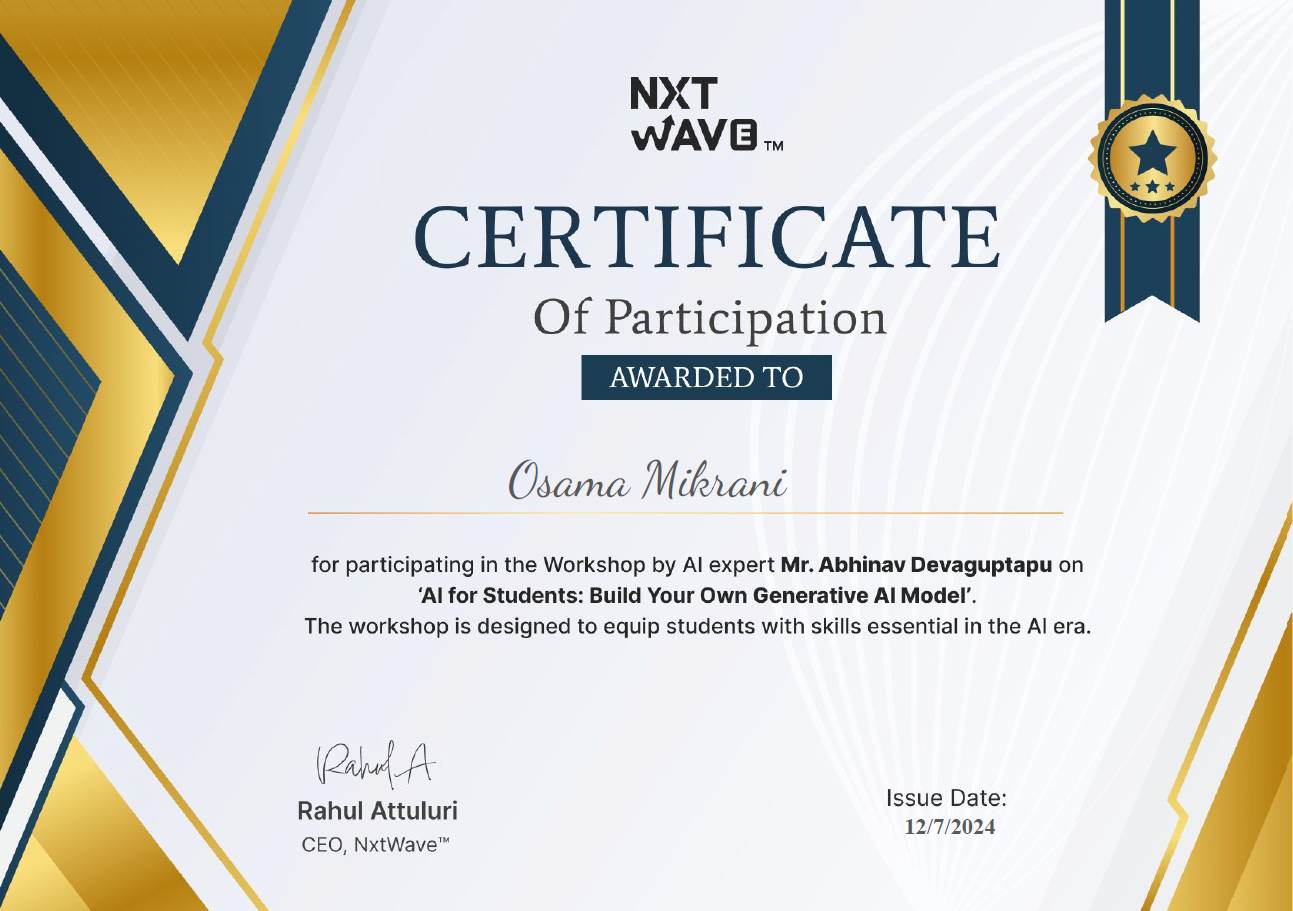 NXT
WAVE TM
CERTIFICATE
Of Participation
AWARDED TO
Osama Mikrani
for participating in the Workshop by AI expert Mr. Abhinav Devaguptapu on
‘AI for Students: Build Your Own Generative AI Model’.
The workshop is designed to equip students with skills essential in the AI era.
Rahul A
Rahul Attuluri
CEO, NxtWave™
Issue Date:
12/7/2024